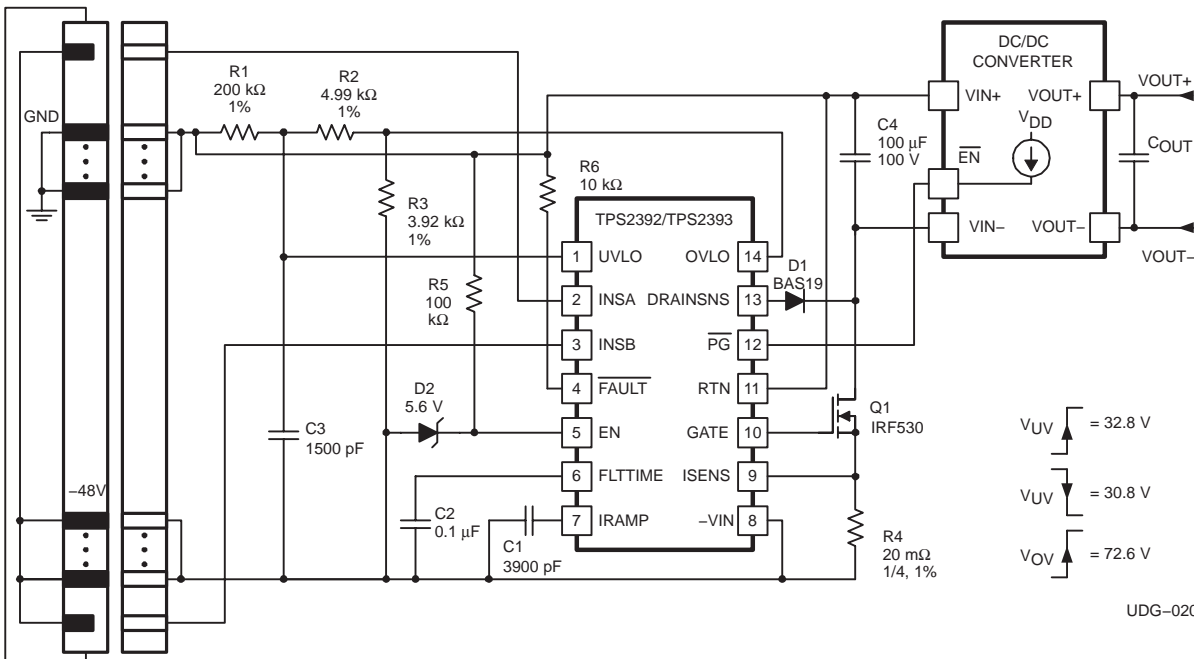 DC/DC
CONVERTER
VOUT+
VIN+
VOUT+
VDD
COUT
EN
VIN−
VOUT−
VOUT−
GND
R1
200 kΩ
1%
R2
4.99 kΩ
1%
C4
100 μF
100 V
R6
10 kΩ
R3
3.92 kΩ
1%
R5
100
kΩ
TPS2392/TPS2393
1 UVLO
OVLO 14
2 INSA
DRAINSNS 13
3 INSB
PG 12
4 FAULT
RTN 11
5 EN
GATE 10
6 FLTTIME
ISENS 9
7 IRAMP
-VIN 8
D1
BAS19
D2
5.6 V
Q1
IRF530
C3
1500 pF
−48V
C2
0.1 μF
C1
3900 pF
R4
20 mΩ
1/4, 1%
VUV = 32.8 V
VUV = 30.8 V
VOV = 72.6 V
UDG−020